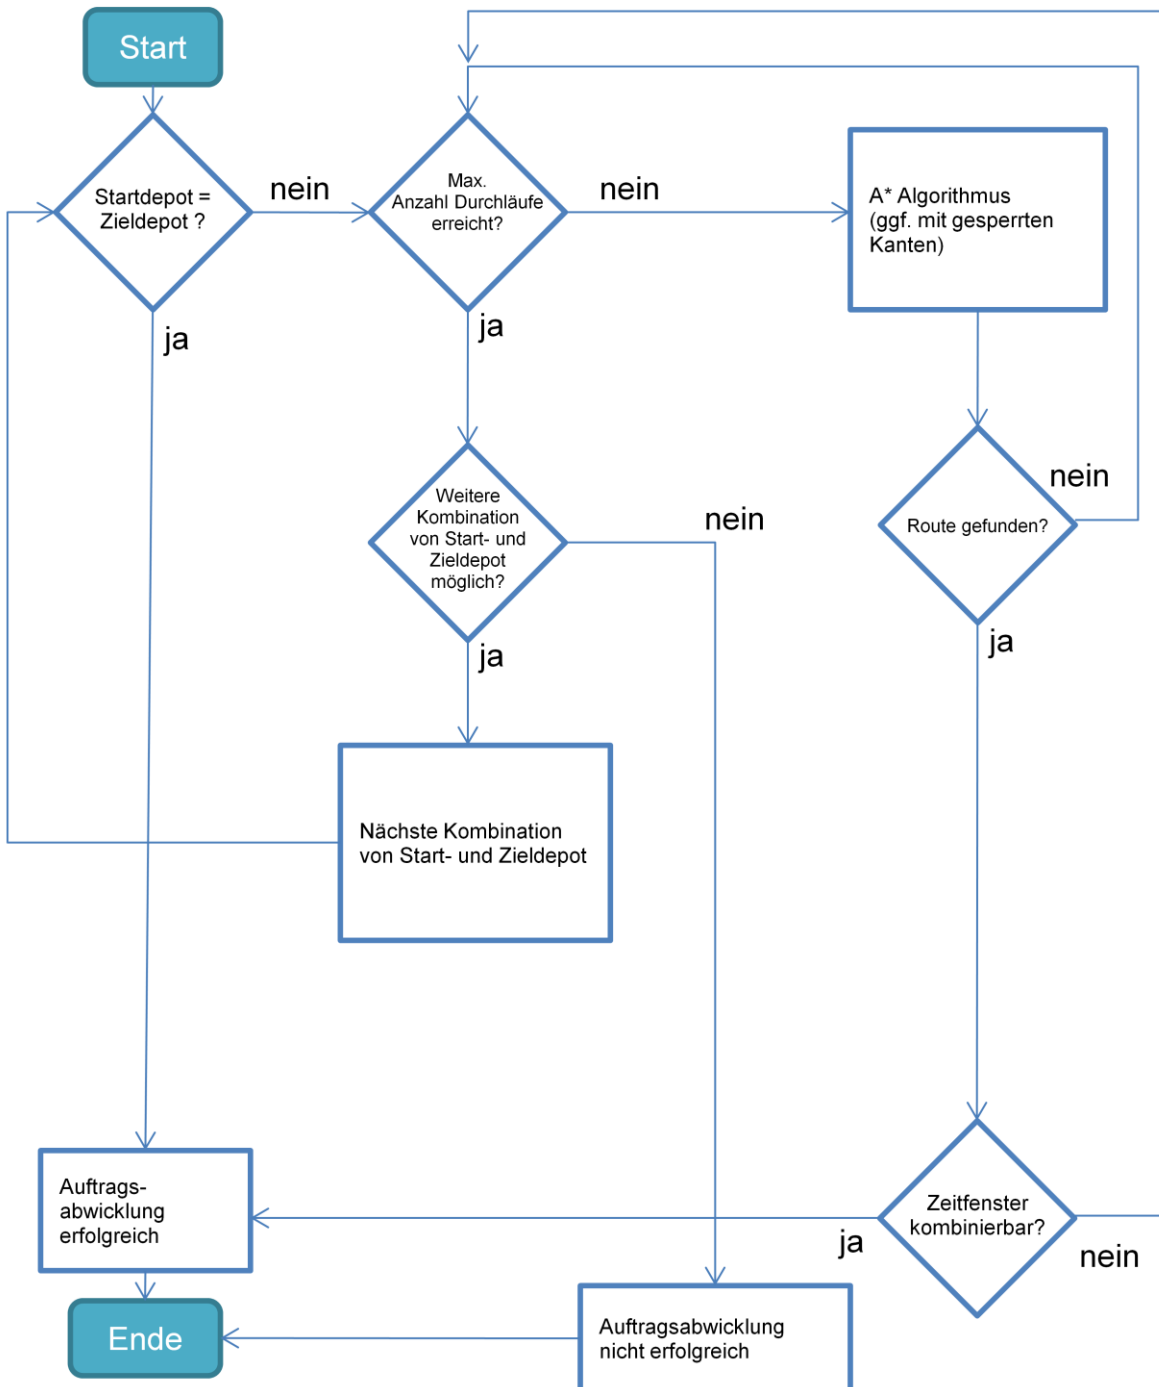 Start
Startdepot =
Zieldepot ?
nein
Max.
Anzahl Durchläufe
erreicht?
nein
A* Algorithmus
(ggf. mit gesperrten
Kanten)
ja
ja
Weitere
Kombination
von Start- und
Zieldepot
möglich?
nein
Route gefunden?
nein
ja
ja
Nächste Kombination
von Start- und Zieldepot
Auftrags-
abwicklung
erfolgreich
Zeitfenster
kombinierbar?
ja
nein
Ende
Auftragsabwicklung
nicht erfolgreich